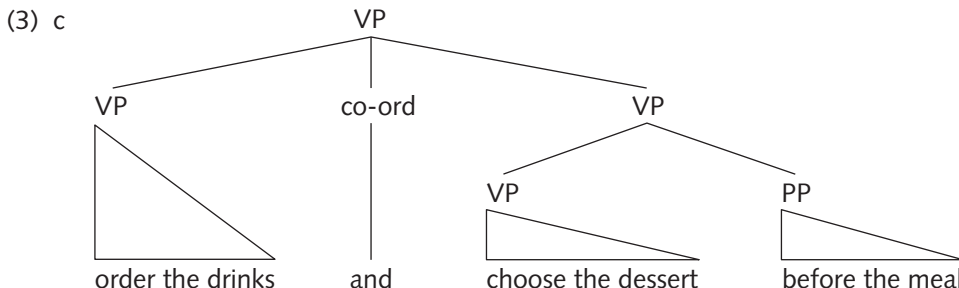 (3) c VP
VP co-ord VP
VP PP
order the drinks and choose the dessert before the meal